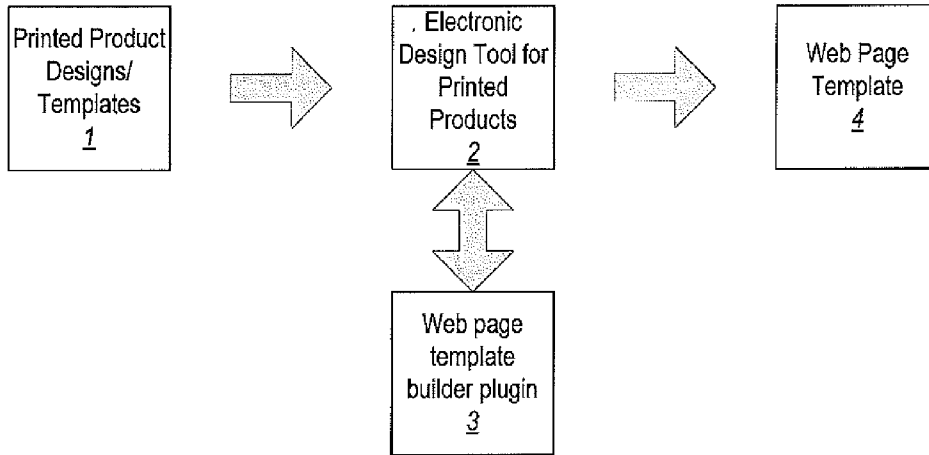 Printed Product
Designs/
Templates
1
. Electronic
Design Tool for
Printed
Products
2
Web Page
Template
4
Web page
template
builder plugin
3